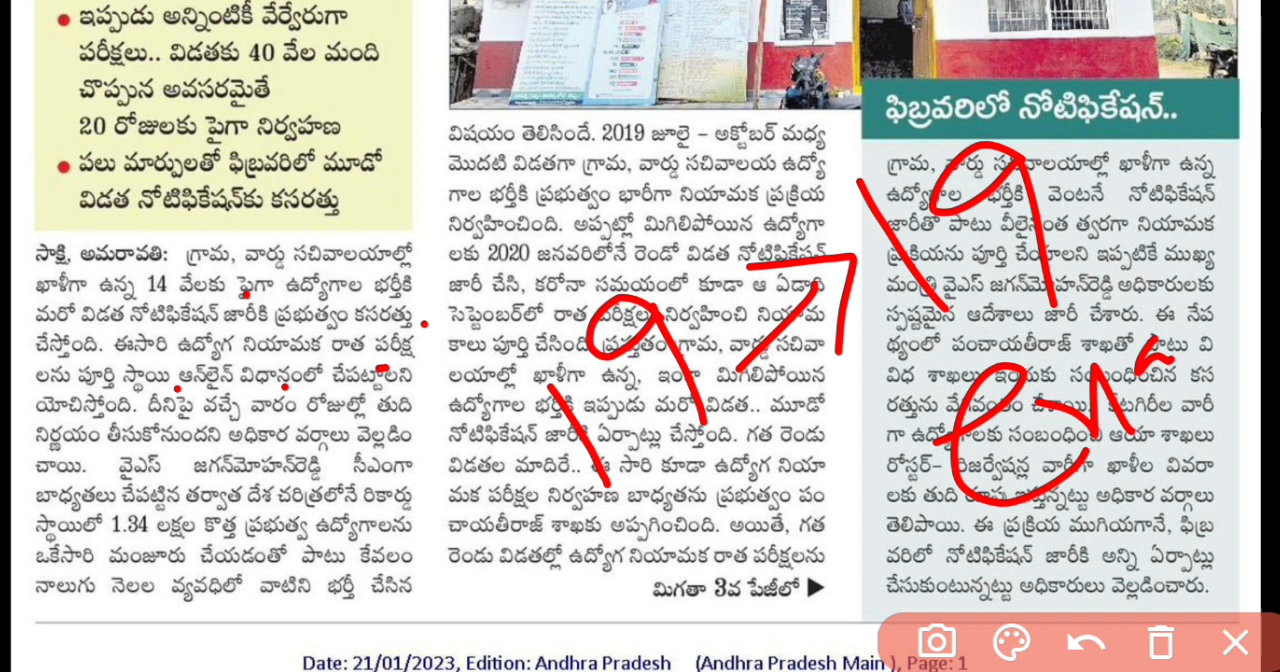 • ఇప్పుడు అన్నింటికీ వేర్వేరుగా
పరీక్షలు.. విడతకు 40 వేల మంది
చొప్పున అవసరమైతే
20 రోజులకు పైగా నిర్వహణ
• పలు మార్పులతో ఫిబ్రవరిలో మూడో
విడత నోటిఫికేషన్‌కు కసరత్తు
సాక్షి, అమరావతి: గ్రామ, వార్డు సచివాలయాల్లో
ఖాళీగా ఉన్న 14 వేలకు పైగా ఉద్యోగాల భర్తీకి
మరో విడత నోటిఫికేషన్ జారీకి ప్రభుత్వం కసరత్తు
చేస్తోంది. ఈసారి ఉద్యోగ నియామక రాత పరీక్ష
లను పూర్తి స్థాయి ఆన్‌లైన్ విధానంలో చేపట్టాలని
యోచిస్తోంది. దీనిపై వచ్చే వారం రోజుల్లో తుది
నిర్ణయం తీసుకోనుందని అధికార వర్గాలు వెల్లడిం
చాయి. వైఎస్ జగన్‌మోహన్‌రెడ్డి సీఎంగా
బాధ్యతలు చేపట్టిన తర్వాత దేశ చరిత్రలోనే రికార్డు
స్థాయిలో 1.34 లక్షల కొత్త ప్రభుత్వ ఉద్యోగాలను
ఒకేసారి మంజూరు చేయడంతో పాటు కేవలం
నాలుగు నెలల వ్యవధిలో వాటిని భర్తీ చేసిన
విషయం తెలిసిందే. 2019 జూలై – అక్టోబర్ మధ్య
మొదటి విడతగా గ్రామ, వార్డు సచివాలయ ఉద్యో
గాల భర్తీకి ప్రభుత్వం భారీగా నియామక ప్రక్రియ
నిర్వహించింది. అప్పట్లో మిగిలిపోయిన ఉద్యోగా
లకు 2020 జనవరిలోనే రెండో విడత నోటిఫికేషన్
జారీ చేసి, కరోనా సమయంలో కూడా ఆ ఏడాది
సెప్టెంబర్‌లో రాత పరీక్షలు నిర్వహించి నియామ
కాలు పూర్తి చేసింది. ప్రస్తుతం గ్రామ, వార్డు సచివా
లయాల్లో ఖాళీగా ఉన్న, ఇంకా మిగిలిపోయిన
ఉద్యోగాల భర్తీకి ఇప్పుడు మరో విడత.. మూడో
నోటిఫికేషన్ జారీకి ఏర్పాట్లు చేస్తోంది. గత రెండు
విడతల మాదిరే.. ఈ సారి కూడా ఉద్యోగ నియా
మక పరీక్షల నిర్వహణ బాధ్యతను ప్రభుత్వం పం
చాయతీరాజ్ శాఖకు అప్పగించింది. అయితే, గత
రెండు విడతల్లో ఉద్యోగ నియామక రాత పరీక్షలను
మిగతా 3వ పేజీలో ▶
ఫిబ్రవరిలో నోటిఫికేషన్..
గ్రామ, వార్డు సచివాలయాల్లో ఖాళీగా ఉన్న
ఉద్యోగాల భర్తీకి వెంటనే నోటిఫికేషన్
జారీతో పాటు వీలైనంత త్వరగా నియామక
ప్రక్రియను పూర్తి చేయాలని ఇప్పటికే ముఖ్య
మంత్రి వైఎస్ జగన్‌మోహన్‌రెడ్డి అధికారులకు
స్పష్టమైన ఆదేశాలు జారీ చేశారు. ఈ నేప
థ్యంలో పంచాయతీరాజ్ శాఖతో పాటు వి
విధ శాఖలు ఇందుకు సంబంధించిన కస
రత్తును వేగవంతం చేశాయి. కేటగిరీల వారీ
గా ఉద్యోగాలకు సంబంధించి ఆయా శాఖలు
రోస్టర్– రిజర్వేషన్ల వారీగా ఖాళీల వివరా
లకు తుది రూపు ఇస్తున్నట్టు అధికార వర్గాలు
తెలిపాయి. ఈ ప్రక్రియ ముగియగానే, ఫిబ్ర
వరిలో నోటిఫికేషన్ జారీకి అన్ని ఏర్పాట్లు
చేసుకుంటున్నట్టు అధికారులు వెల్లడించారు.
19
19
Date: 21/01/2023, Edition: Andhra Pradesh (Andhra Pradesh Main ), Page: 1